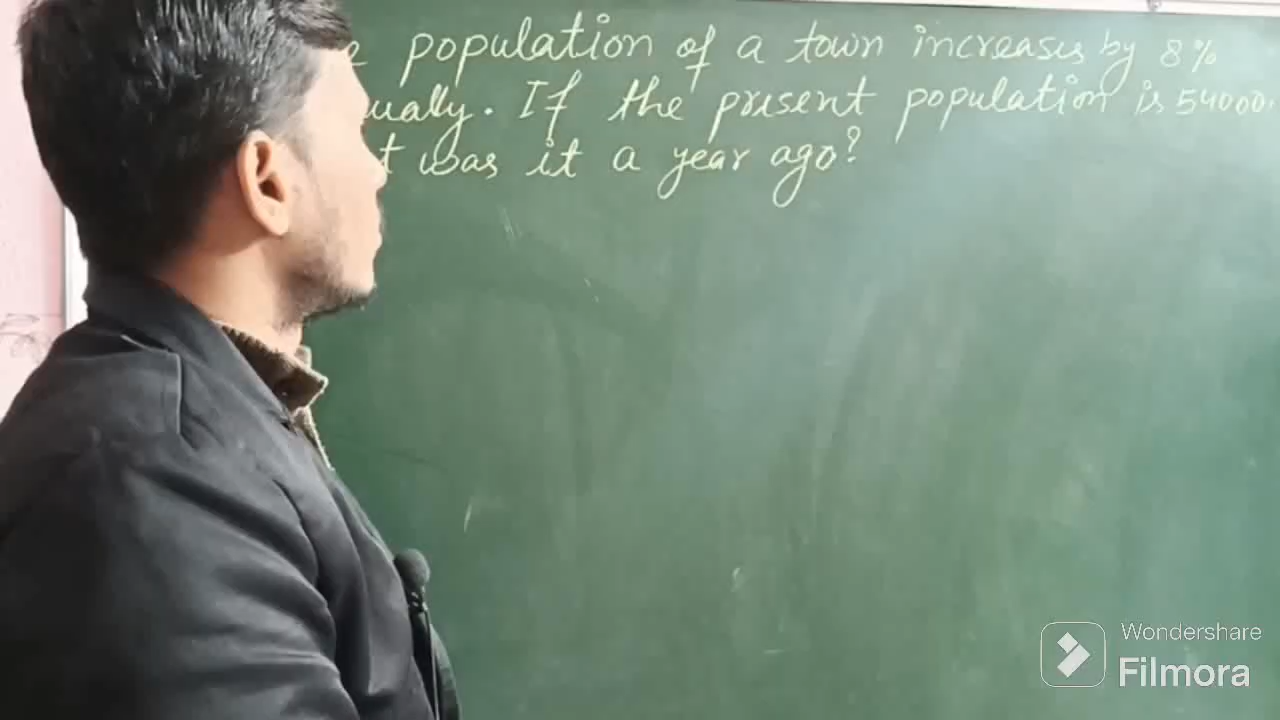 population of a town increases by 8%
ually. If the present population is 54000.
t was it a year ago?
Wondershare
Filmora